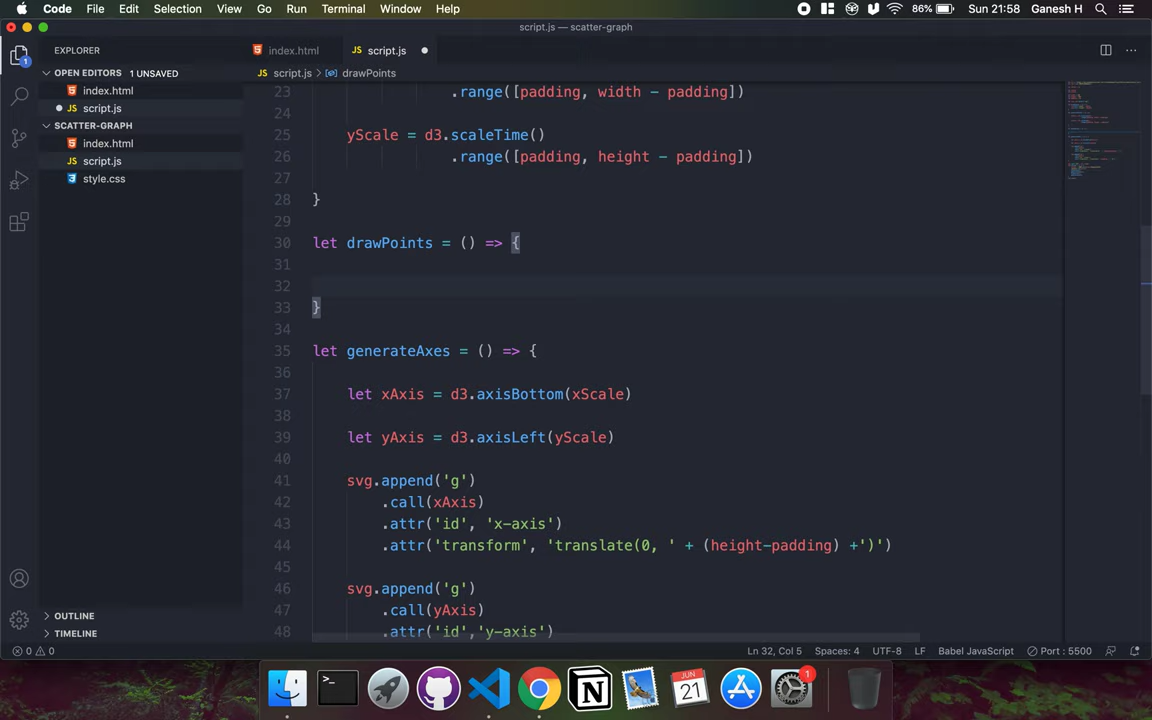 Code File Edit Selection View Go Run Terminal Window Help 86% Sun 21:58 Ganesh H
script.js — scatter-graph
EXPLORER
OPEN EDITORS 1 UNSAVED
index.html
JS script.js
SCATTER-GRAPH
index.html
JS script.js
style.css
OUTLINE
TIMELINE
1
index.html JS script.js
JS script.js > drawPoints
23 .range([padding, width - padding])
24
25 yScale = d3.scaleTime()
26 .range([padding, height - padding])
27
28 }
29
30 let drawPoints = () => {
31
32
33 }
34
35 let generateAxes = () => {
36
37 let xAxis = d3.axisBottom(xScale)
38
39 let yAxis = d3.axisLeft(yScale)
40
41 svg.append('g')
42 .call(xAxis)
43 .attr('id', 'x-axis')
44 .attr('transform', 'translate(0, ' + (height-padding) +')')
45
46 svg.append('g')
47 .call(yAxis)
48 .attr('id','y-axis')
0 0 Ln 32, Col 5 Spaces: 4 UTF-8 LF Babel JavaScript Port : 5500
JUN
21
1